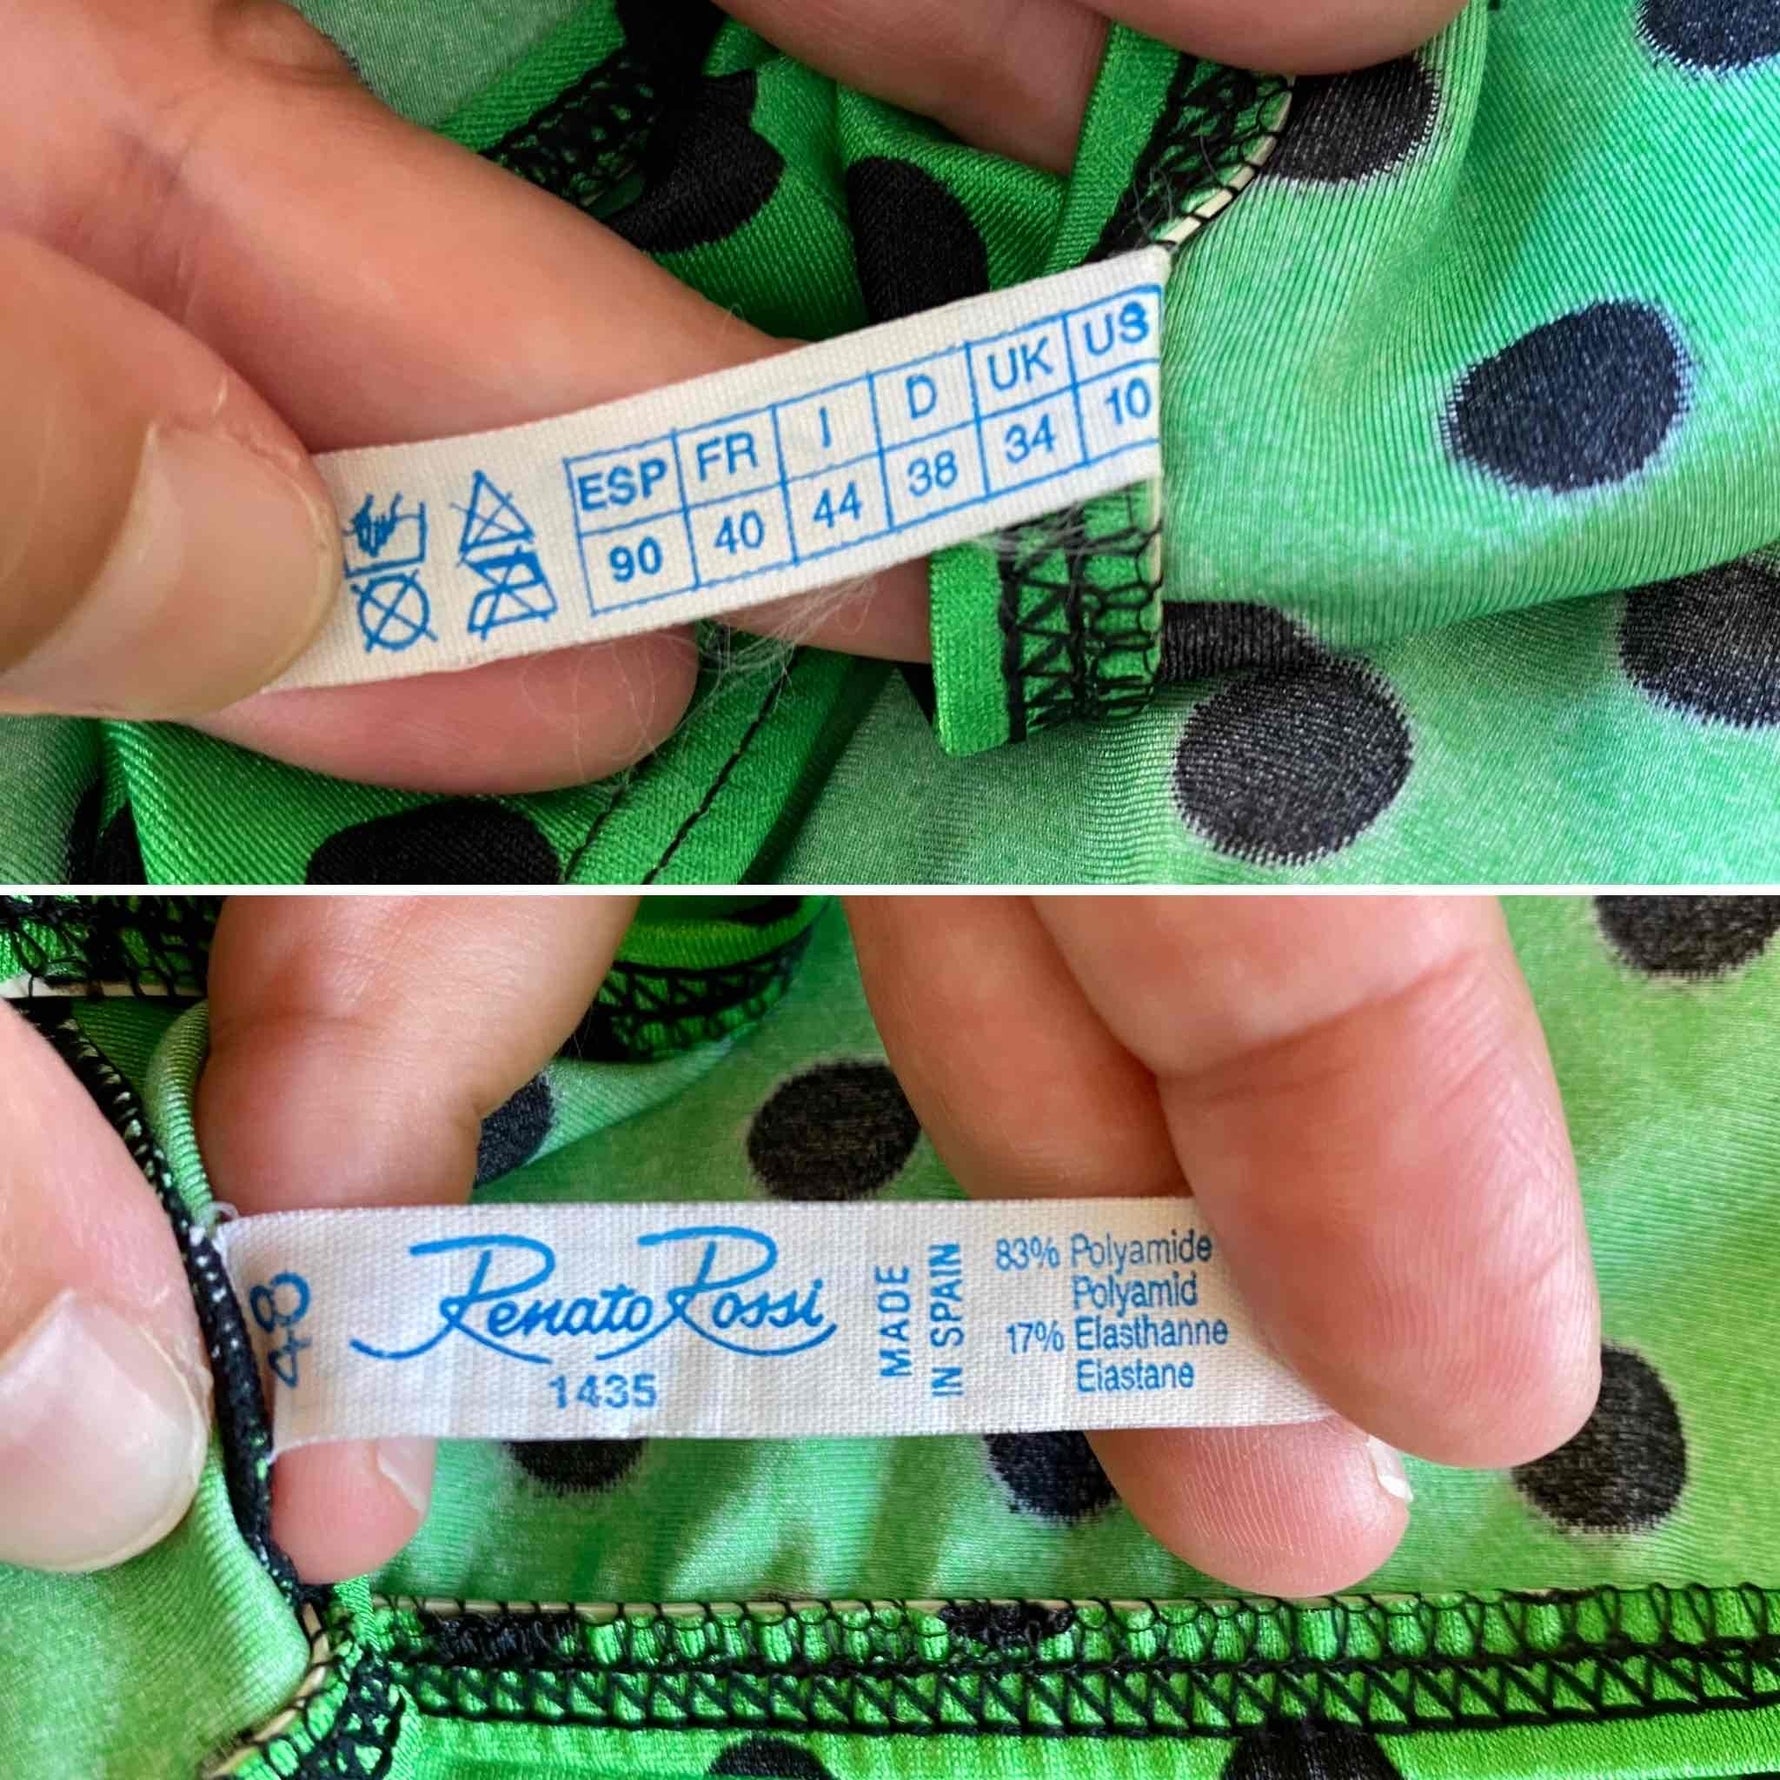 ESP FR I D UK US
90 40 44 38 34 10
48
Renato Rossi
1435
MADE
IN SPAIN
83% Polyamide
Polyamid
17% Elasthanne
Elastane